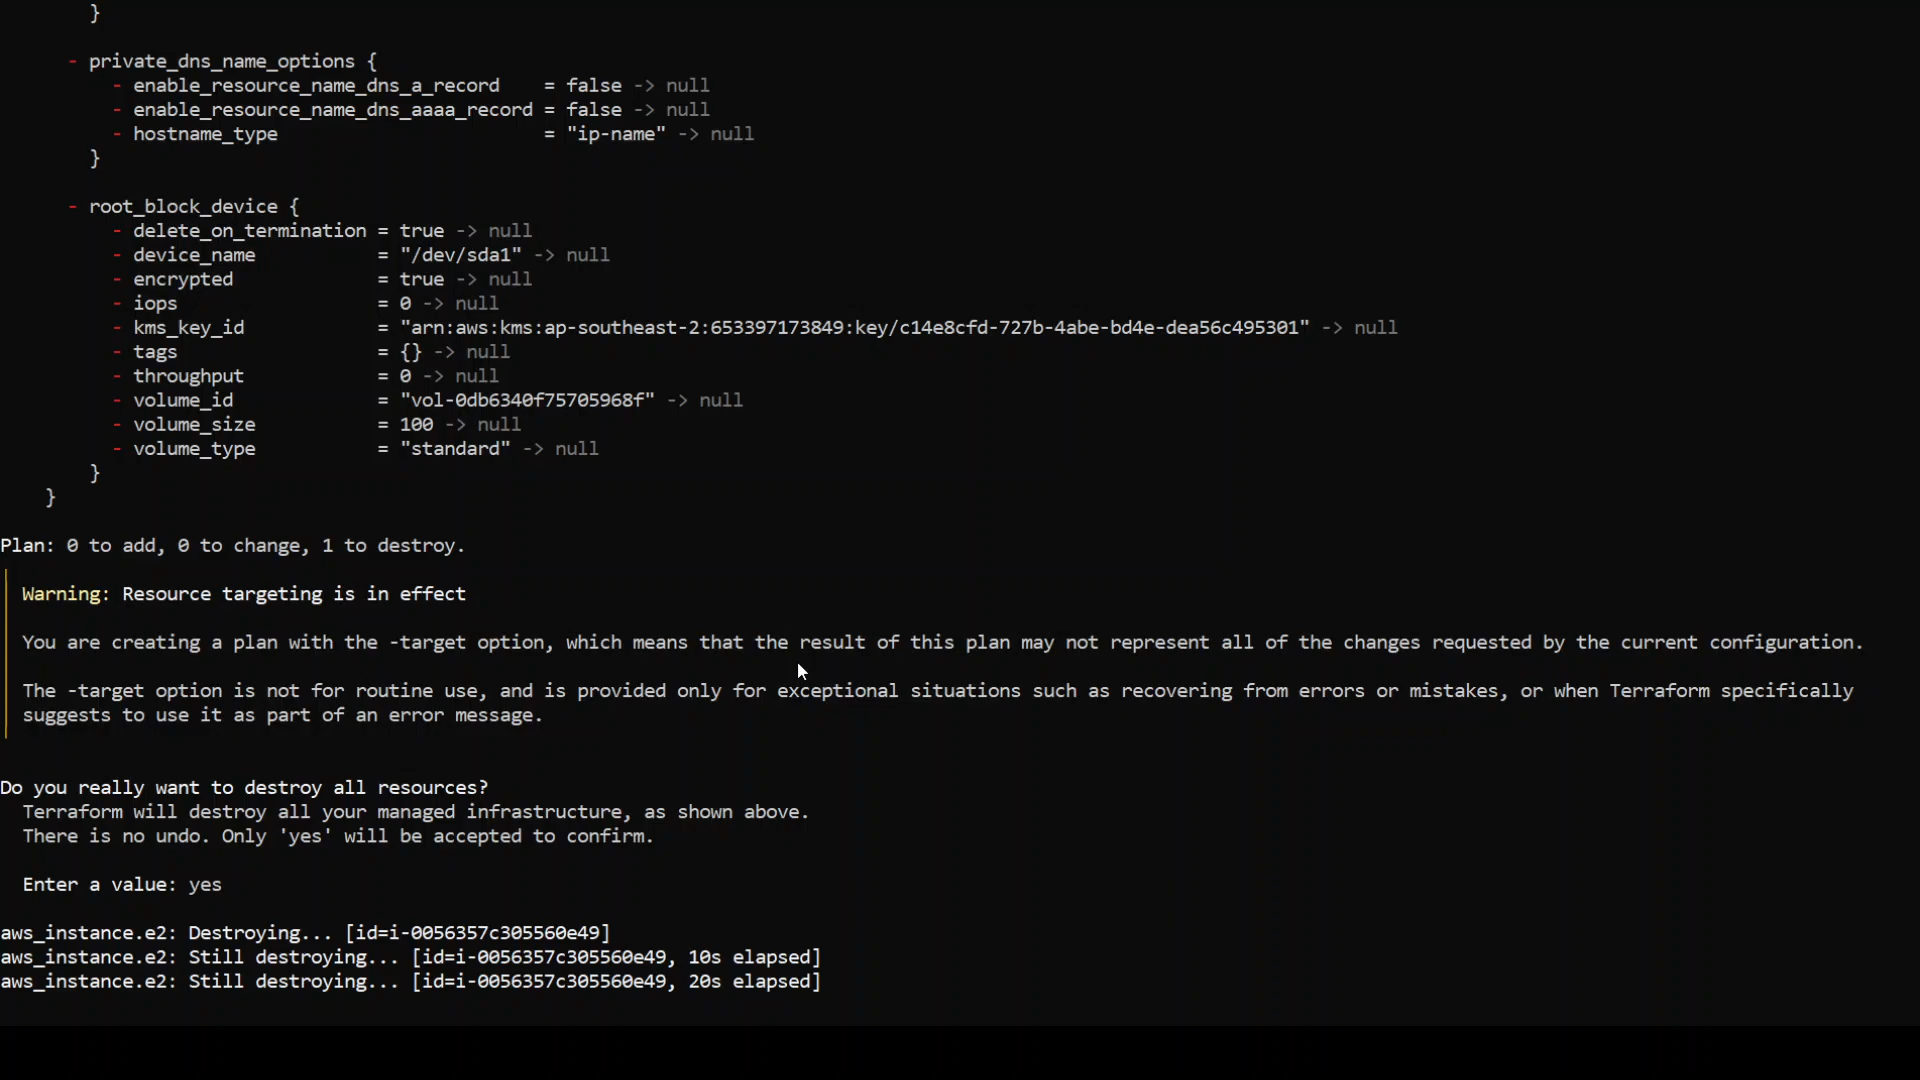 }
- private_dns_name_options {
- enable_resource_name_dns_a_record    = false -> null
- enable_resource_name_dns_aaaa_record = false -> null
- hostname_type                        = "ip-name" -> null
}
- root_block_device {
- delete_on_termination = true -> null
- device_name           = "/dev/sda1" -> null
- encrypted             = true -> null
- iops                  = 0 -> null
- kms_key_id            = "arn:aws:kms:ap-southeast-2:653397173849:key/c14e8cfd-727b-4abe-bd4e-dea56c495301" -> null
- tags                  = {} -> null
- throughput            = 0 -> null
- volume_id             = "vol-0db6340f75705968f" -> null
- volume_size           = 100 -> null
- volume_type           = "standard" -> null
}
}
Plan: 0 to add, 0 to change, 1 to destroy.
Warning: Resource targeting is in effect
You are creating a plan with the -target option, which means that the result of this plan may not represent all of the changes requested by the current configuration.
The -target option is not for routine use, and is provided only for exceptional situations such as recovering from errors or mistakes, or when Terraform specifically
suggests to use it as part of an error message.
Do you really want to destroy all resources?
Terraform will destroy all your managed infrastructure, as shown above.
There is no undo. Only 'yes' will be accepted to confirm.
Enter a value: yes
aws_instance.e2: Destroying... [id=i-0056357c305560e49]
aws_instance.e2: Still destroying... [id=i-0056357c305560e49, 10s elapsed]
aws_instance.e2: Still destroying... [id=i-0056357c305560e49, 20s elapsed]